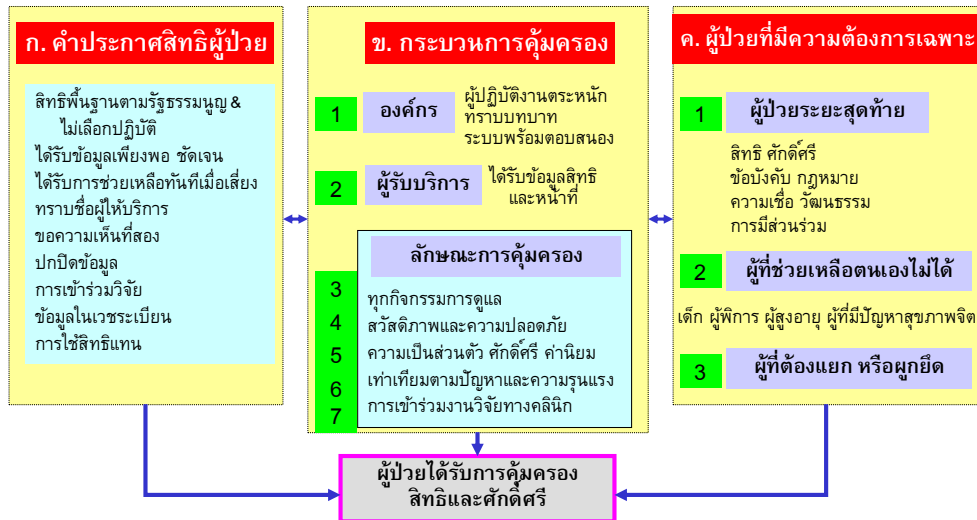 ก. คำประกาศสิทธิผู้ป่วย
สิทธิพื้นฐานตามรัฐธรรมนูญ &
ไม่เลือกปฏิบัติ
ได้รับข้อมูลเพียงพอ ชัดเจน
ได้รับการช่วยเหลือทันทีเมื่อเสี่ยง
ทราบชื่อผู้ให้บริการ
ขอความเห็นที่สอง
ปกปิดข้อมูล
การเข้าร่วมวิจัย
ข้อมูลในเวชระเบียน
การใช้สิทธิแทน
ข. กระบวนการคุ้มครอง
1 องค์กร
ผู้ปฏิบัติงานตระหนัก
ทราบบทบาท
ระบบพร้อมตอบสนอง
2 ผู้รับบริการ
ได้รับข้อมูลสิทธิ
และหน้าที่
ลักษณะการคุ้มครอง
3 ทุกกิจกรรมการดูแล
4 สวัสดิภาพและความปลอดภัย
5 ความเป็นส่วนตัว ศักดิ์ศรี ค่านิยม
6 เท่าเทียมตามปัญหาและความรุนแรง
7 การเข้าร่วมงานวิจัยทางคลินิก
ค. ผู้ป่วยที่มีความต้องการเฉพาะ
1 ผู้ป่วยระยะสุดท้าย
สิทธิ ศักดิ์ศรี
ข้อบังคับ กฎหมาย
ความเชื่อ วัฒนธรรม
การมีส่วนร่วม
2 ผู้ที่ช่วยเหลือตนเองไม่ได้
เด็ก ผู้พิการ ผู้สูงอายุ ผู้ที่มีปัญหาสุขภาพจิต
3 ผู้ที่ต้องแยก หรือผูกยึด
ผู้ป่วยได้รับการคุ้มครอง
สิทธิและศักดิ์ศรี